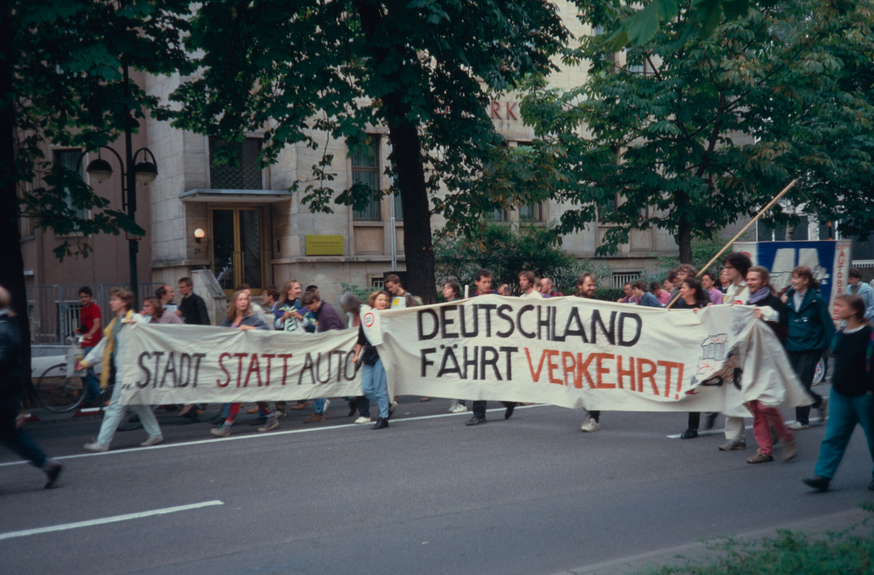 "STADT STATT AUTO
DEUTSCHLAND
FÄHRT VERKEHRT!